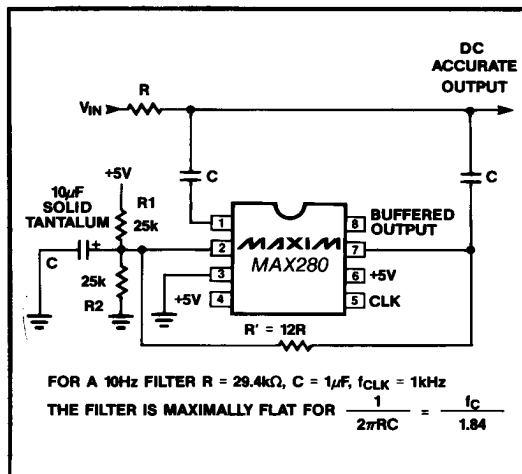 DC
ACCURATE
OUTPUT
R
VIN
C
C
+5V
10µF
SOLID
TANTALUM
R1
25k
C
25k
R2
1
2
3
4
+5V
MAXIM
MAX280
8
7
6
5
BUFFERED
OUTPUT
+5V
CLK
R' = 12R
FOR A 10Hz FILTER R = 29.4kΩ, C = 1µF, fCLK = 1kHz
THE FILTER IS MAXIMALLY FLAT FOR 1/2πRC = fC/1.84